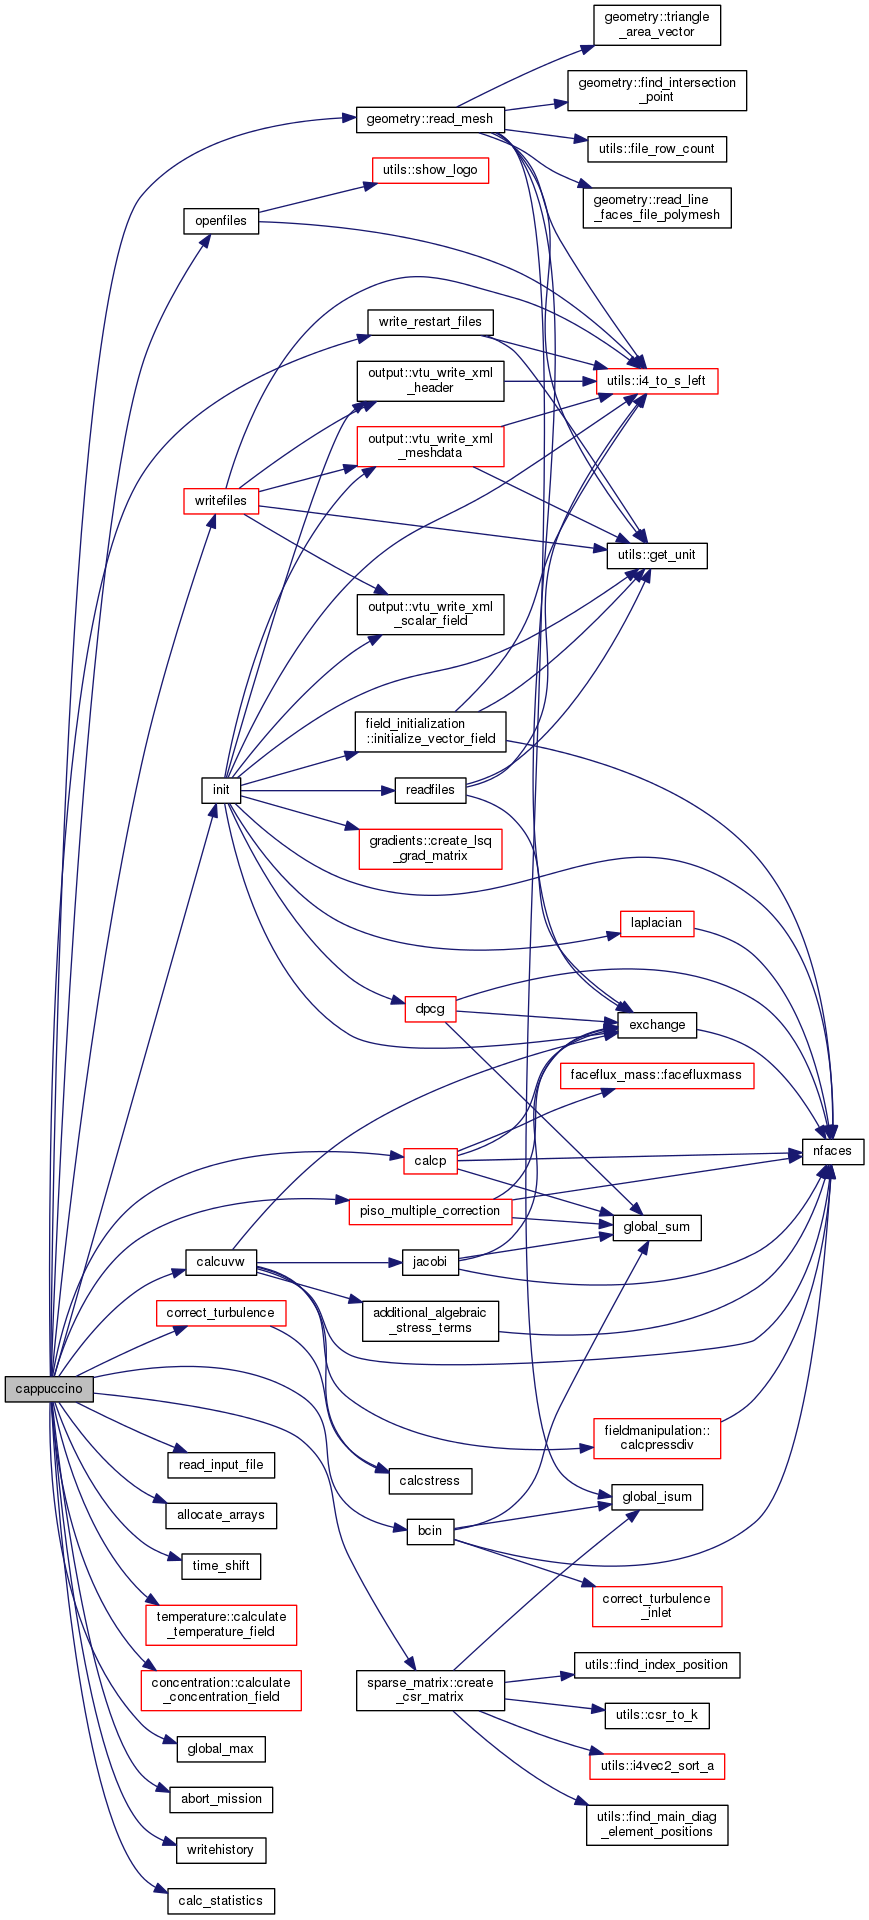 geometry::triangle
_area_vector
geometry::find_intersection
_point
geometry::read_mesh
utils::file_row_count
utils::show_logo
geometry::read_line
_faces_file_polymesh
openfiles
write_restart_files
output::vtu_write_xml
_header
utils::i4_to_s_left
output::vtu_write_xml
_meshdata
writefiles
utils::get_unit
output::vtu_write_xml
_scalar_field
field_initialization
::initialize_vector_field
init
readfiles
gradients::create_lsq
_grad_matrix
laplacian
dpcg
exchange
faceflux_mass::facefluxmass
calcp
nfaces
piso_multiple_correction
global_sum
calcuvw
jacobi
correct_turbulence
additional_algebraic
_stress_terms
cappuccino
fieldmanipulation::
calcpressdiv
read_input_file
calcstress
global_isum
allocate_arrays
bcin
time_shift
correct_turbulence
_inlet
temperature::calculate
_temperature_field
utils::find_index_position
concentration::calculate
_concentration_field
sparse_matrix::create
_csr_matrix
utils::csr_to_k
global_max
utils::i4vec2_sort_a
abort_mission
utils::find_main_diag
_element_positions
writehistory
calc_statistics